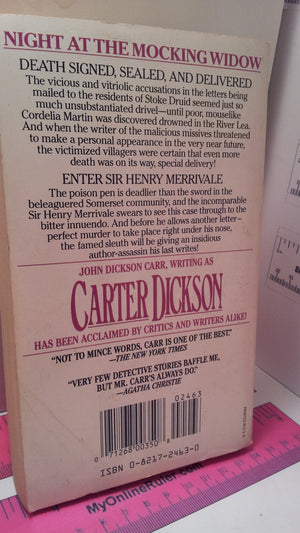 NIGHT AT THE MOCKING WIDOW
DEATH SIGNED, SEALED, AND DELIVERED
The vicious and vitriolic accusations in the letters being
mailed to the residents of Stoke Druid seemed just so
much unsubstantiated drivel—until poor, mouselike
Cordelia Martin was discovered drowned in the River Lea.
And when the writer of the malicious missives threatened
to make a personal appearance in the very near future,
the victimized villagers were certain that even more
death was on its way, special delivery!
ENTER SIR HENRY MERRIVALE
The poison pen is deadlier than the sword in the
beleaguered Somerset community, and the incomparable
Sir Henry Merrivale swears to see this case through to the
bitter innuendo. And before he allows another letter-
perfect murder to take place right under his nose,
the famed sleuth will be giving an insidious
author-assassin his last writes!
JOHN DICKSON CARR, WRITING AS
CARTER DICKSON
HAS BEEN ACCLAIMED BY CRITICS AND WRITERS ALIKE!
"NOT TO MINCE WORDS, CARR IS ONE OF THE BEST."
—THE NEW YORK TIMES
"VERY FEW DETECTIVE STORIES BAFFLE ME,
BUT MR. CARR'S ALWAYS DO."
—AGATHA CHRISTIE
02463
0 71268 00350 8
ISBN 0-8217-2463-0
MyOnlineRuler.com